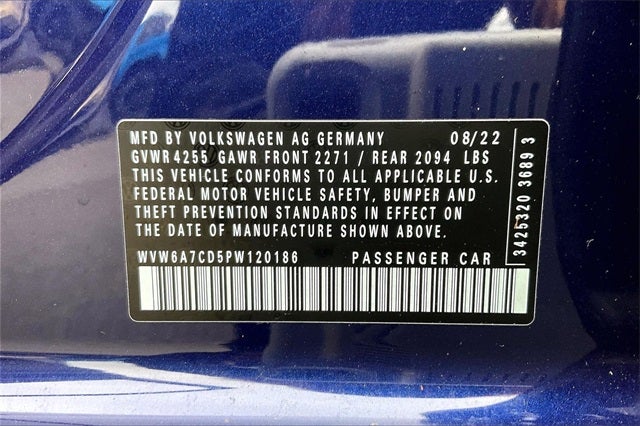 MFD BY VOLKSWAGEN AG GERMANY 08/22
GVWR 4255 GAWR FRONT 2271 / REAR 2094 LBS
THIS VEHICLE CONFORMS TO ALL APPLICABLE U.S.
FEDERAL MOTOR VEHICLE SAFETY, BUMPER AND
THEFT PREVENTION STANDARDS IN EFFECT ON
THE DATE OF MANUFACTURE SHOWN ABOVE.
WVW6A7CD5PW120186 PASSENGER CAR
3425320 3689 3